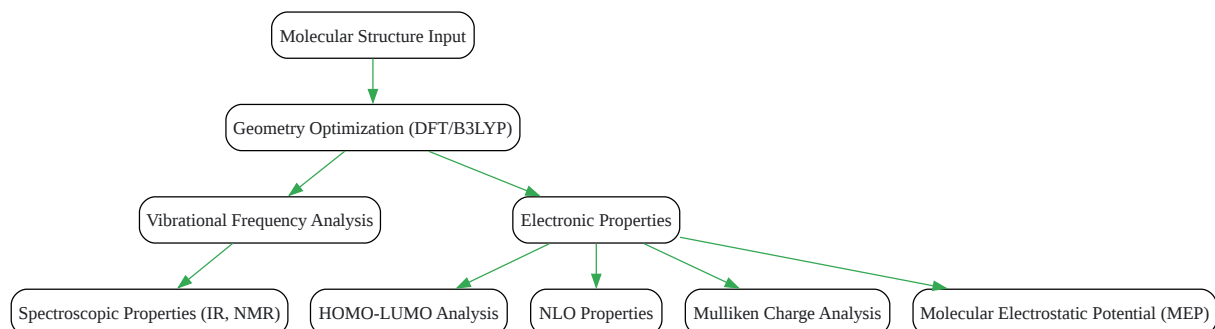 Molecular Structure Input
Geometry Optimization (DFT/B3LYP)
Vibrational Frequency Analysis
Electronic Properties
Spectroscopic Properties (IR, NMR)
HOMO-LUMO Analysis
NLO Properties
Mulliken Charge Analysis
Molecular Electrostatic Potential (MEP)